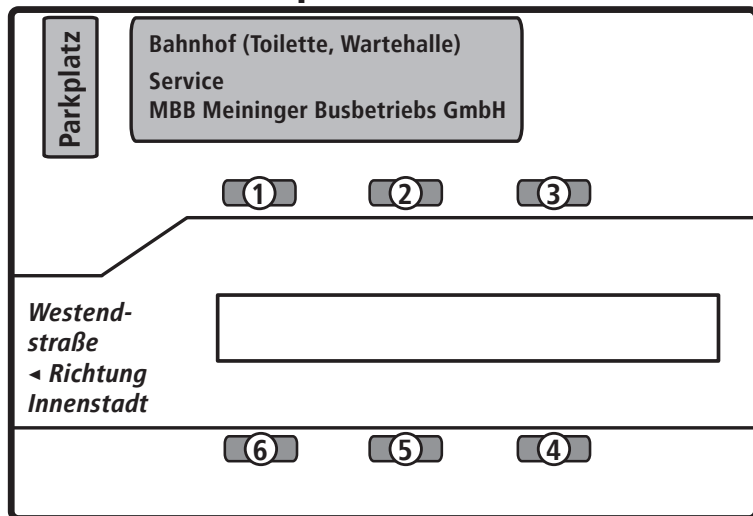 Parkplatz
Bahnhof (Toilette, Wartehalle)
Service
MBB Meininger Busbetriebs GmbH
1 2 3
Westend-
straße
◄ Richtung
Innenstadt
6 5 4